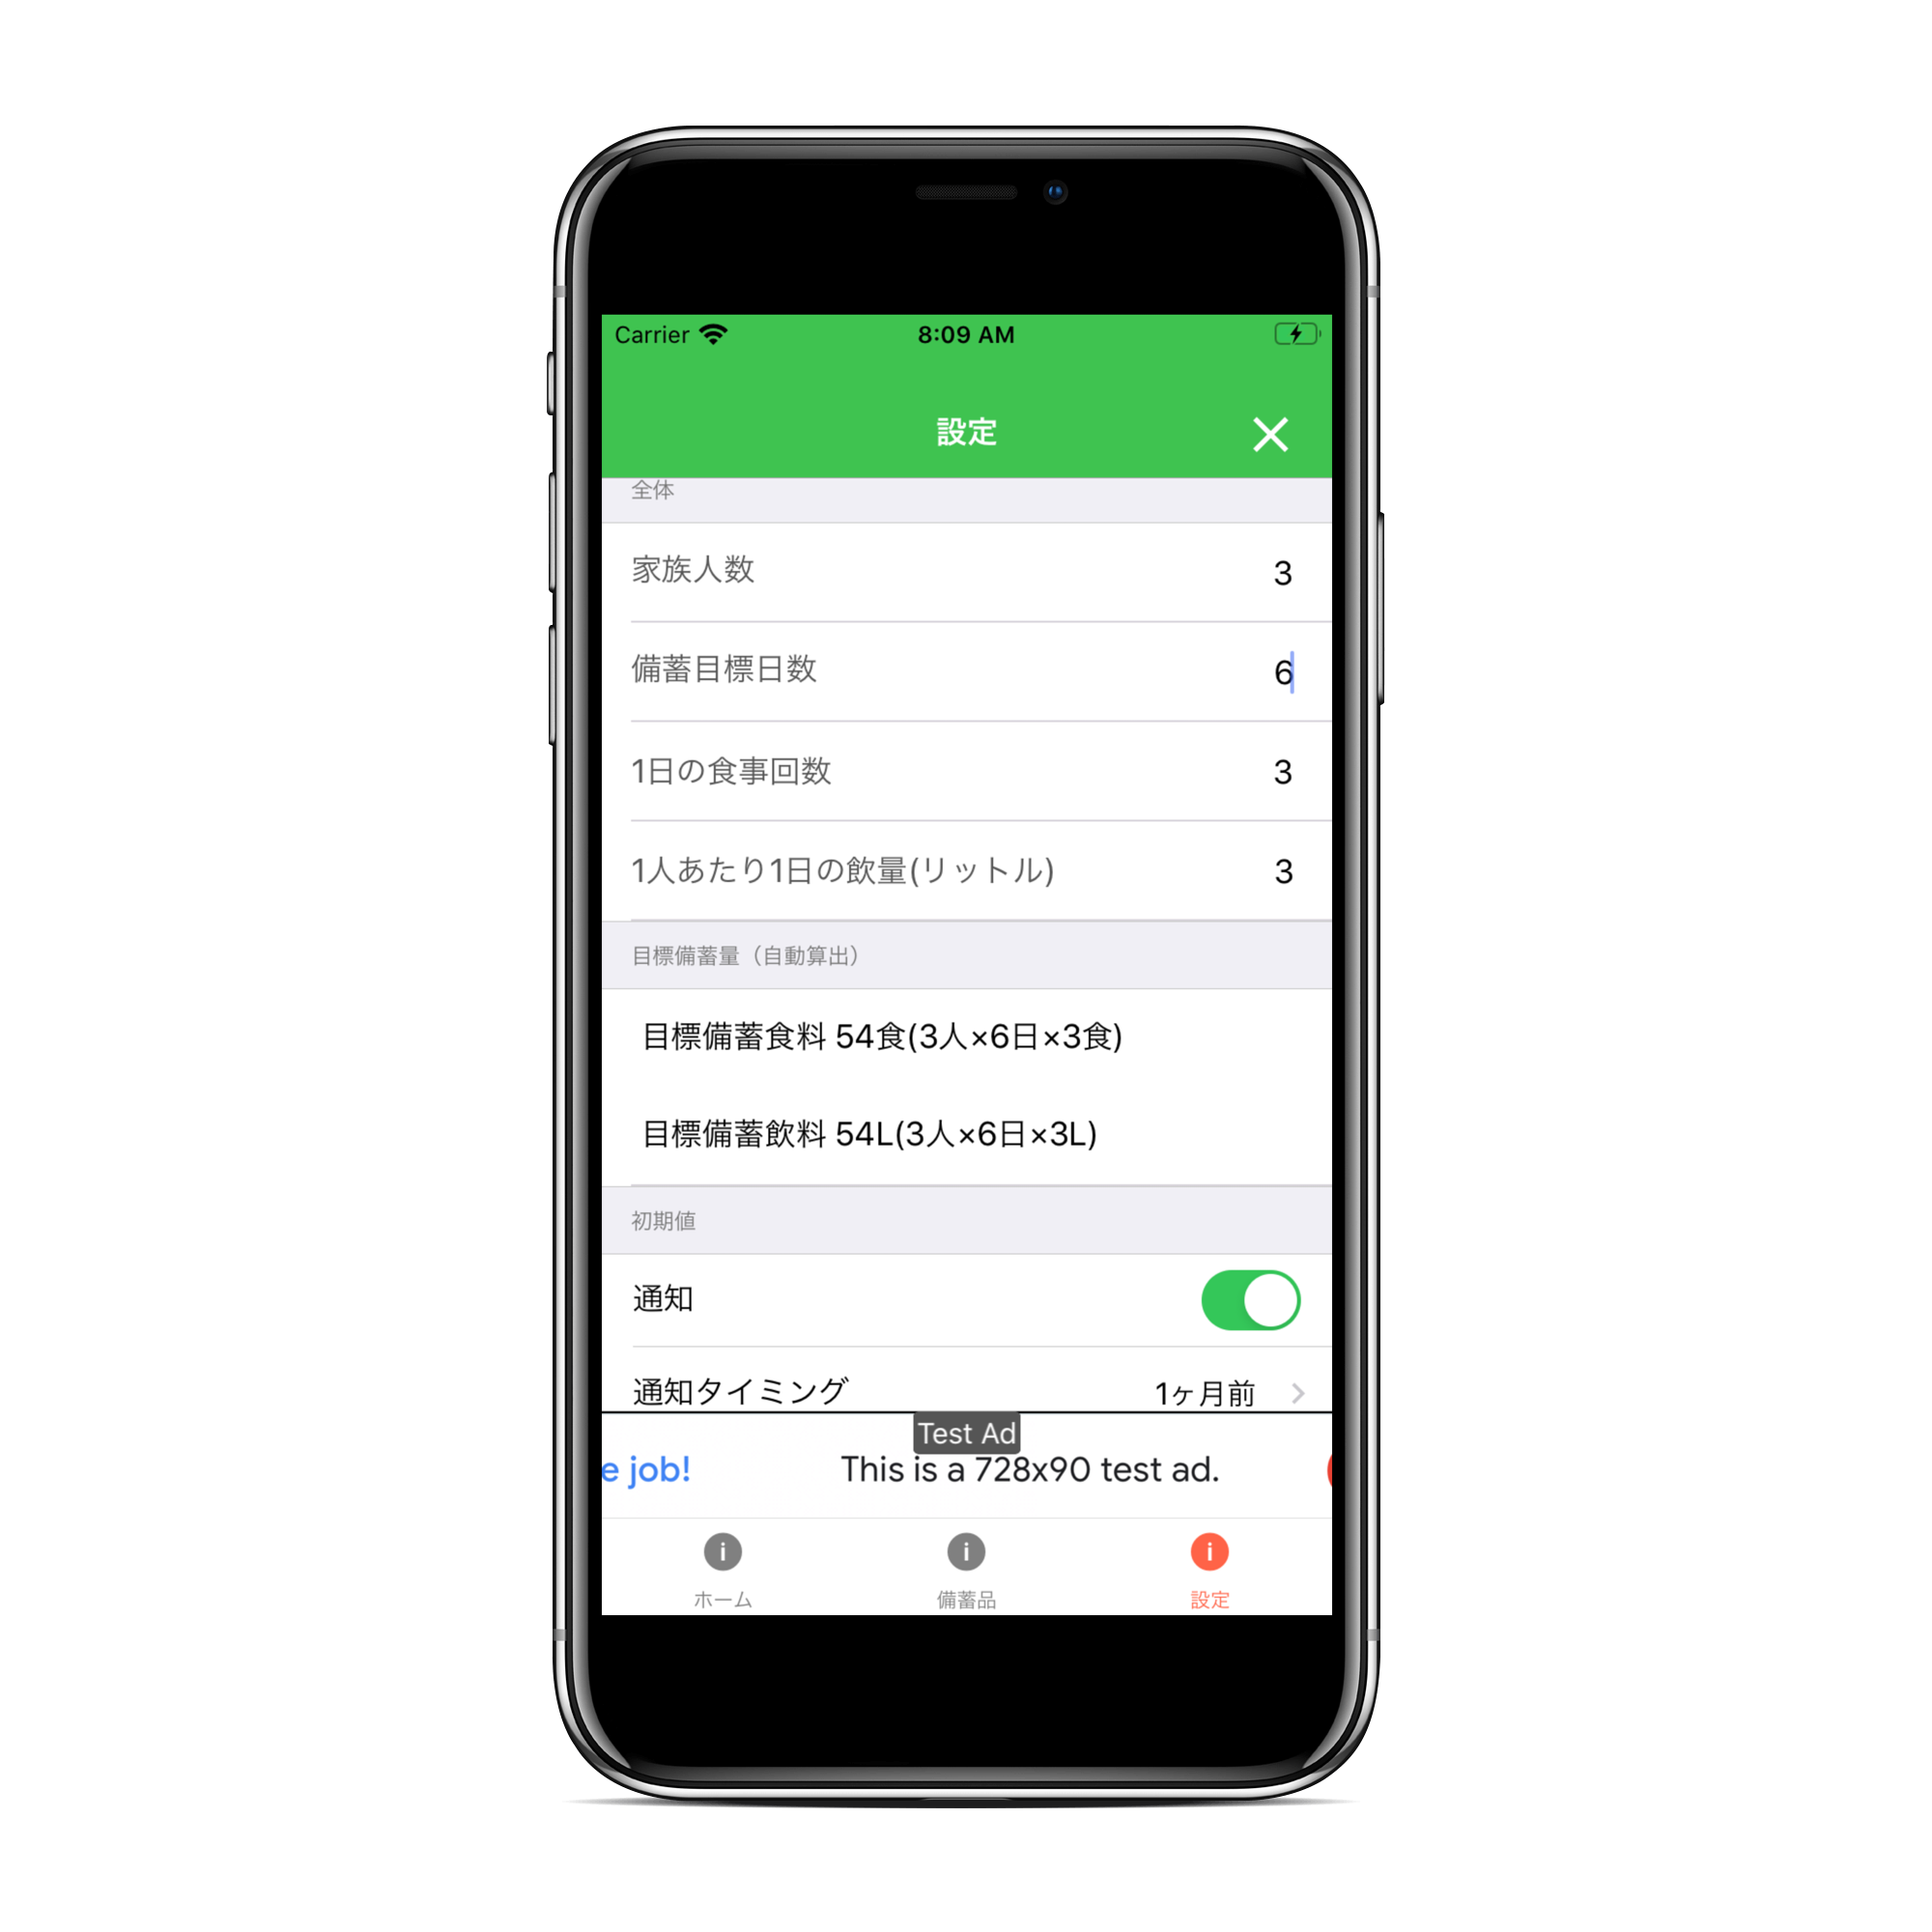 Carrier 8:09 AM
設定
全体
家族人数 3
備蓄目標日数 6
1日の食事回数 3
1人あたり1日の飲量(リットル) 3
目標備蓄量（自動算出）
目標備蓄食料 54食(3人×6日×3食)
目標備蓄飲料 54L(3人×6日×3L)
初期値
通知
通知タイミング 1ヶ月前
Test Ad
e job! This is a 728x90 test ad.
ホーム 備蓄品 設定